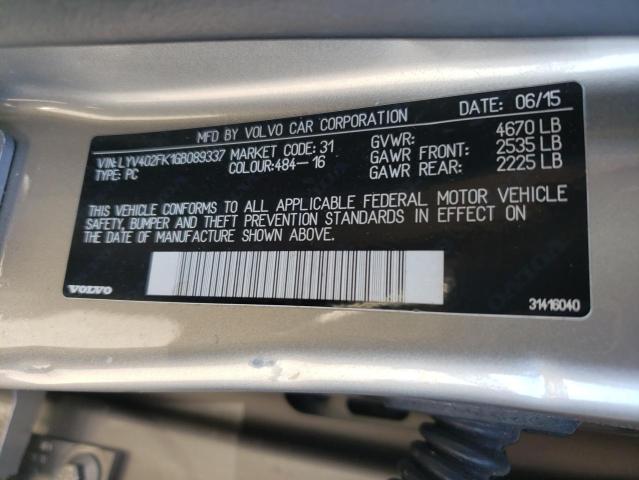 MFD BY VOLVO CAR CORPORATION DATE: 06/15
VIN:LYV402FK1GB089337 MARKET CODE:31 GVWR: 4670 LB
TYPE: PC COLOUR:484-16 GAWR FRONT: 2535 LB
GAWR REAR: 2225 LB
THIS VEHICLE CONFORMS TO ALL APPLICABLE FEDERAL MOTOR VEHICLE
SAFETY, BUMPER AND THEFT PREVENTION STANDARDS IN EFFECT ON
THE DATE OF MANUFACTURE SHOWN ABOVE.
VOLVO 31416040